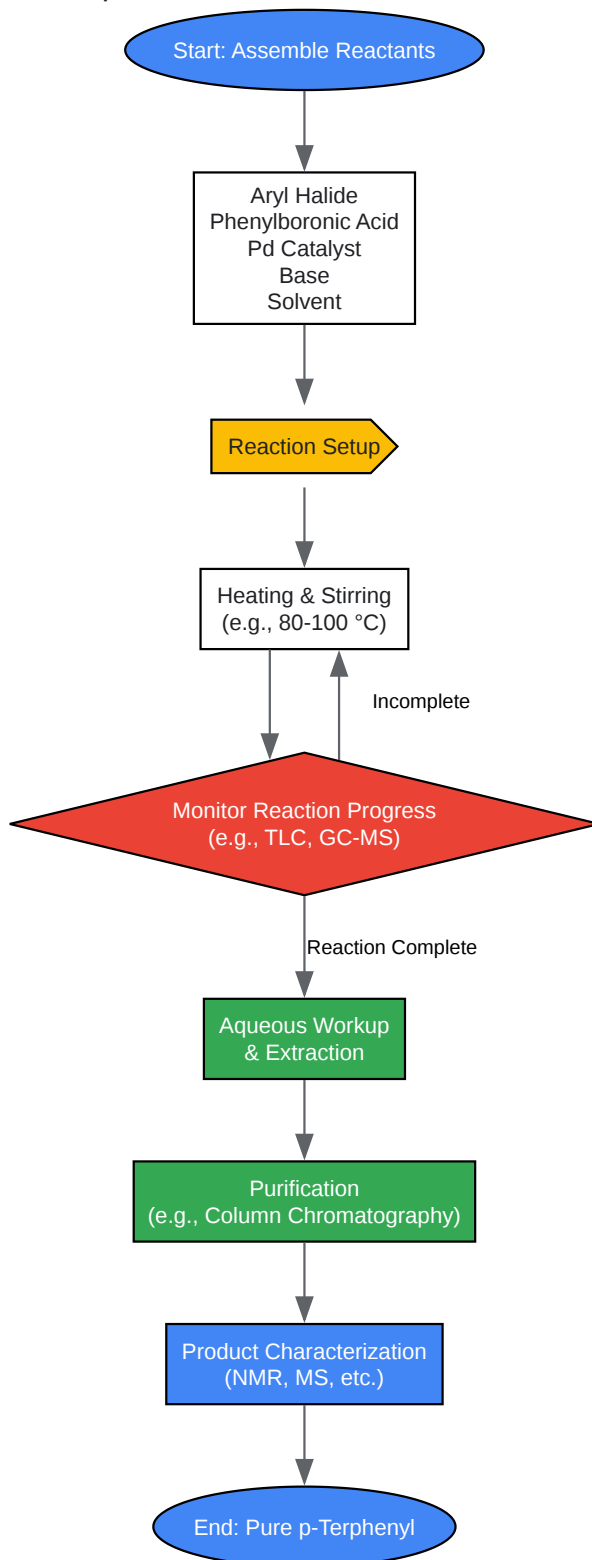 Start: Assemble Reactants
Aryl Halide
Phenylboronic Acid
Pd Catalyst
Base
Solvent
Reaction Setup
Heating & Stirring
(e.g., 80-100 °C)
Incomplete
Monitor Reaction Progress
(e.g., TLC, GC-MS)
Reaction Complete
Aqueous Workup
& Extraction
Purification
(e.g., Column Chromatography)
Product Characterization
(NMR, MS, etc.)
End: Pure p-Terphenyl